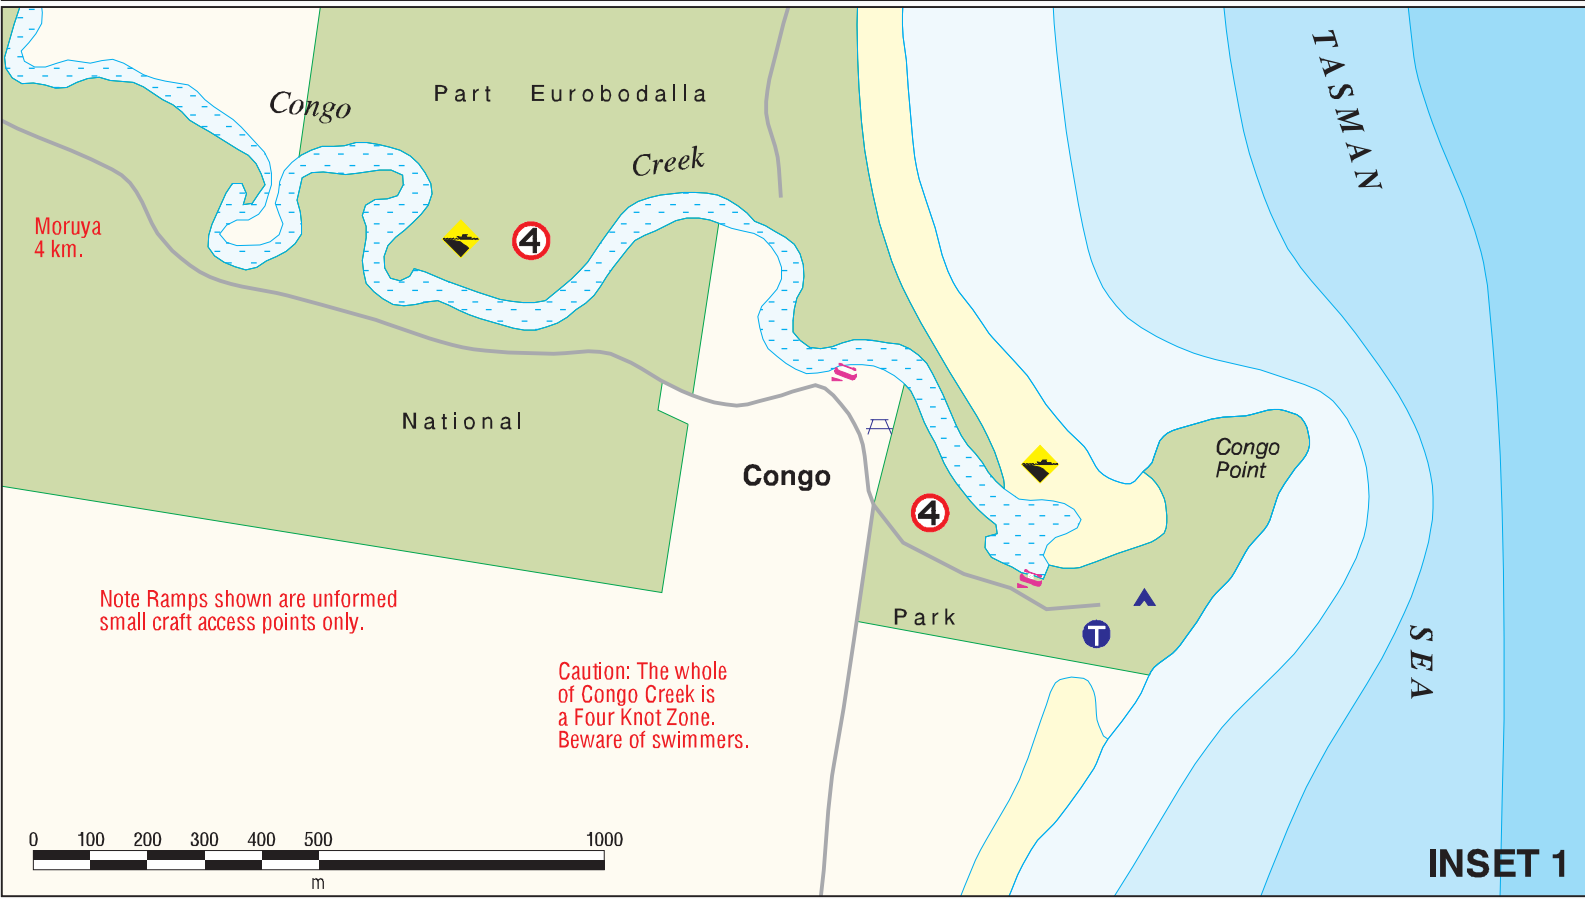 TASMAN
Part Eurobodalla
Congo
Creek
Moruya
4 km.
4
National
Congo
Congo
Point
4
Park
T
Note Ramps shown are unformed
small craft access points only.
Caution: The whole
of Congo Creek is
a Four Knot Zone.
Beware of swimmers.
SEA
0 100 200 300 400 500 1000
m
INSET 1